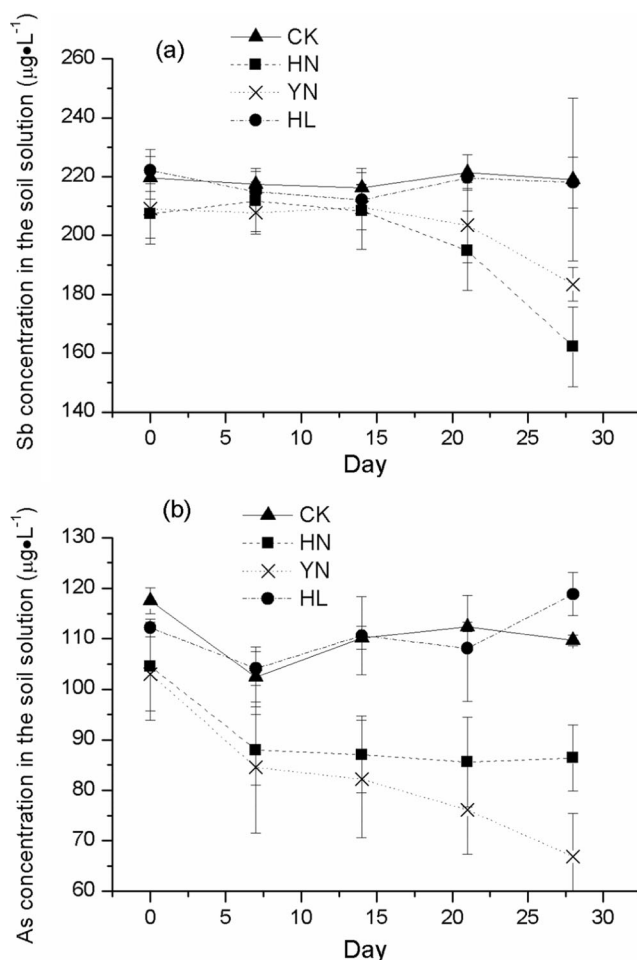 (a)
CK
HN
YN
HL
Sb concentration in the soil solution (μg•L⁻¹)
260
240
220
200
180
160
140
0 5 10 15 20 25 30
Day
(b)
CK
HN
YN
HL
As concentration in the soil solution (μg•L⁻¹)
130
120
110
100
90
80
70
60
0 5 10 15 20 25 30
Day